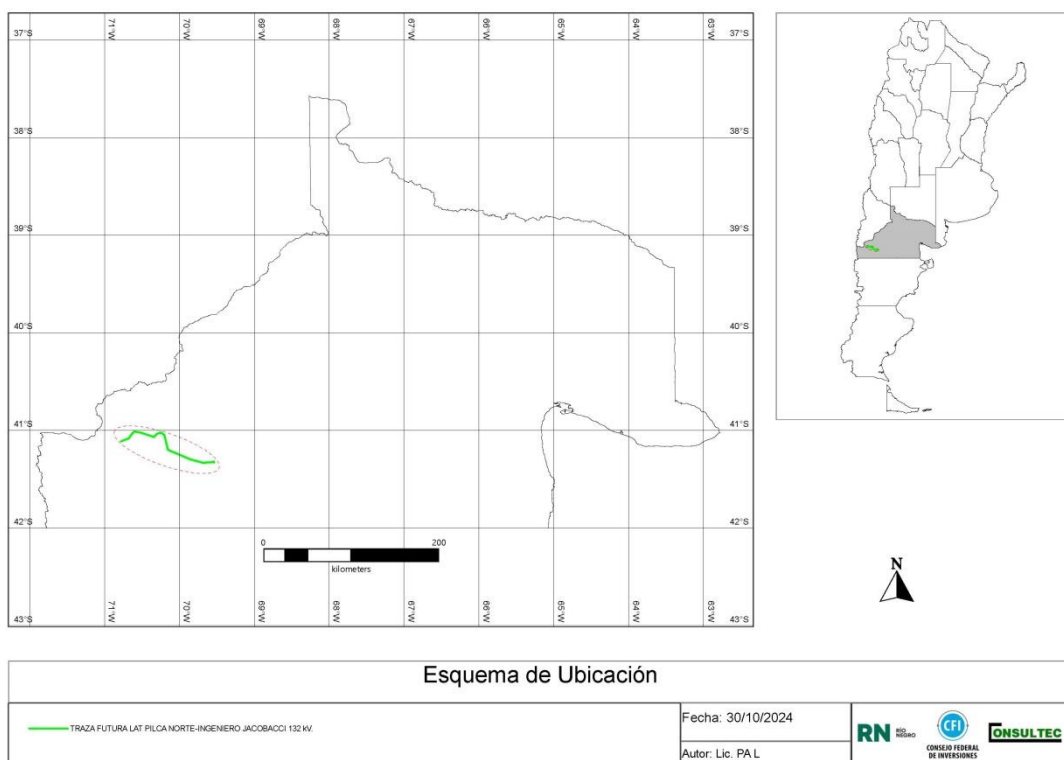 71°W 70°W 69°W 68°W 67°W 66°W 65°W 64°W 63°W
37°S 37°S
38°S 38°S
39°S 39°S
40°S 40°S
41°S 41°S
42°S 42°S
43°S 43°S
0 200
kilometers
N
Esquema de Ubicación
TRAZA FUTURA LAT PILCA NORTE-INGENIERO JACOBACCI 132 kV.
Fecha: 30/10/2024
Autor: Lic. PA L
RN RÍO NEGRO
CFI
CONSEJO FEDERAL
DE INVERSIONES
CONSULTEC
71°W 70°W 69°W 68°W 67°W 66°W 65°W 64°W 63°W